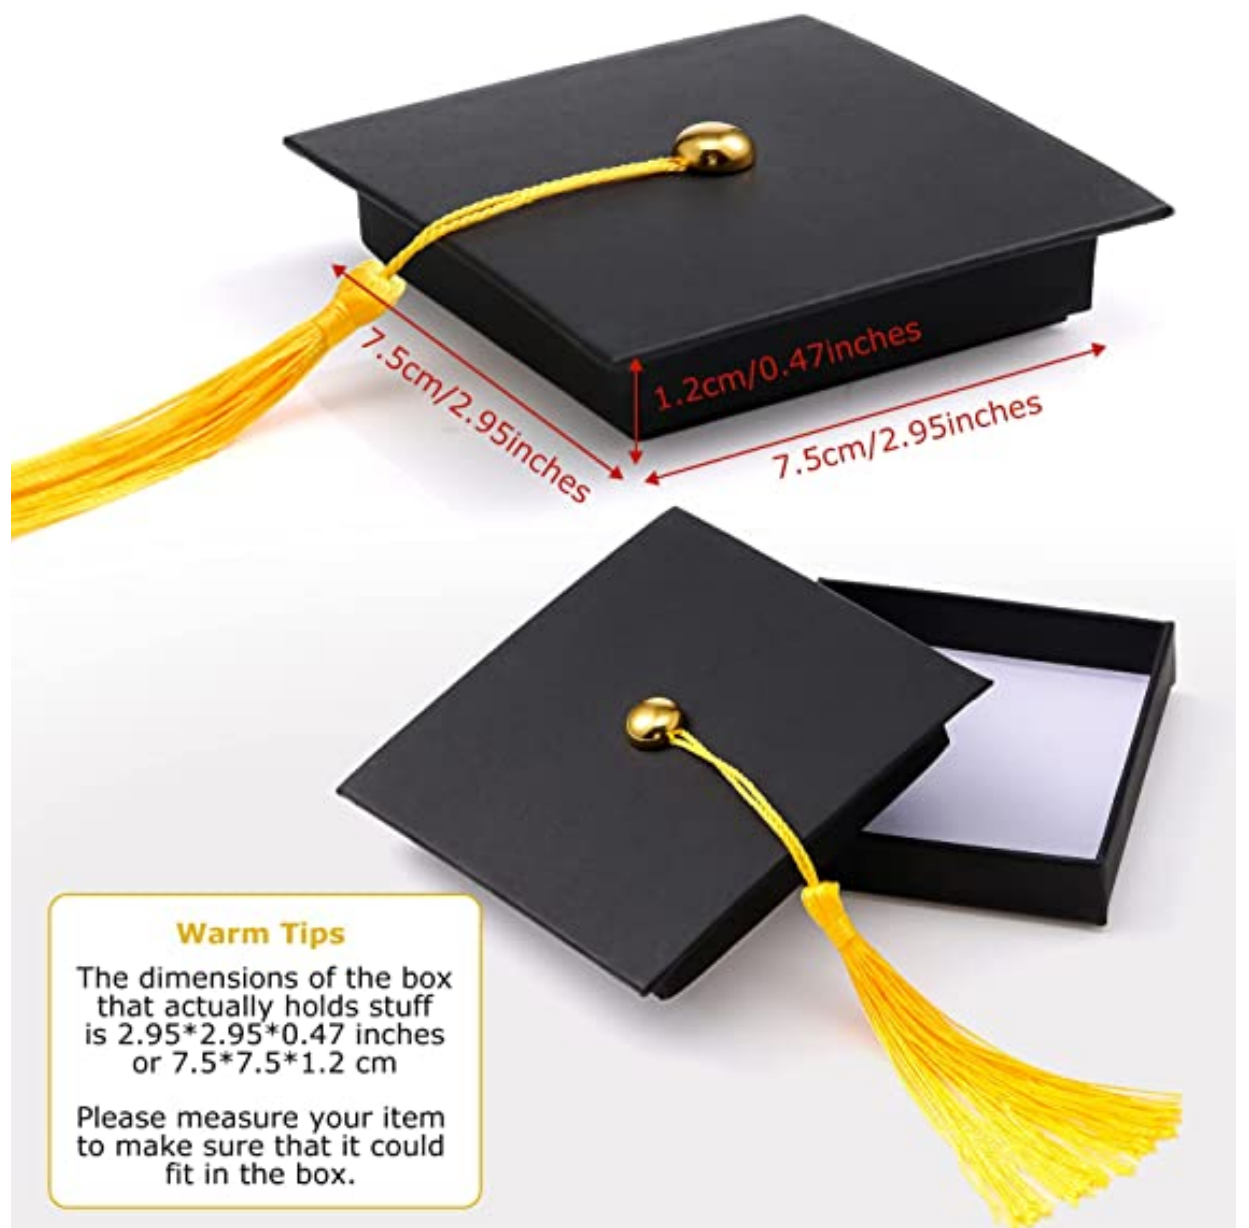 1.2cm/0.47inches
7.5cm/2.95inches
7.5cm/2.95inches
Warm Tips
The dimensions of the box
that actually holds stuff
is 2.95*2.95*0.47 inches
or 7.5*7.5*1.2 cm
Please measure your item
to make sure that it could
fit in the box.